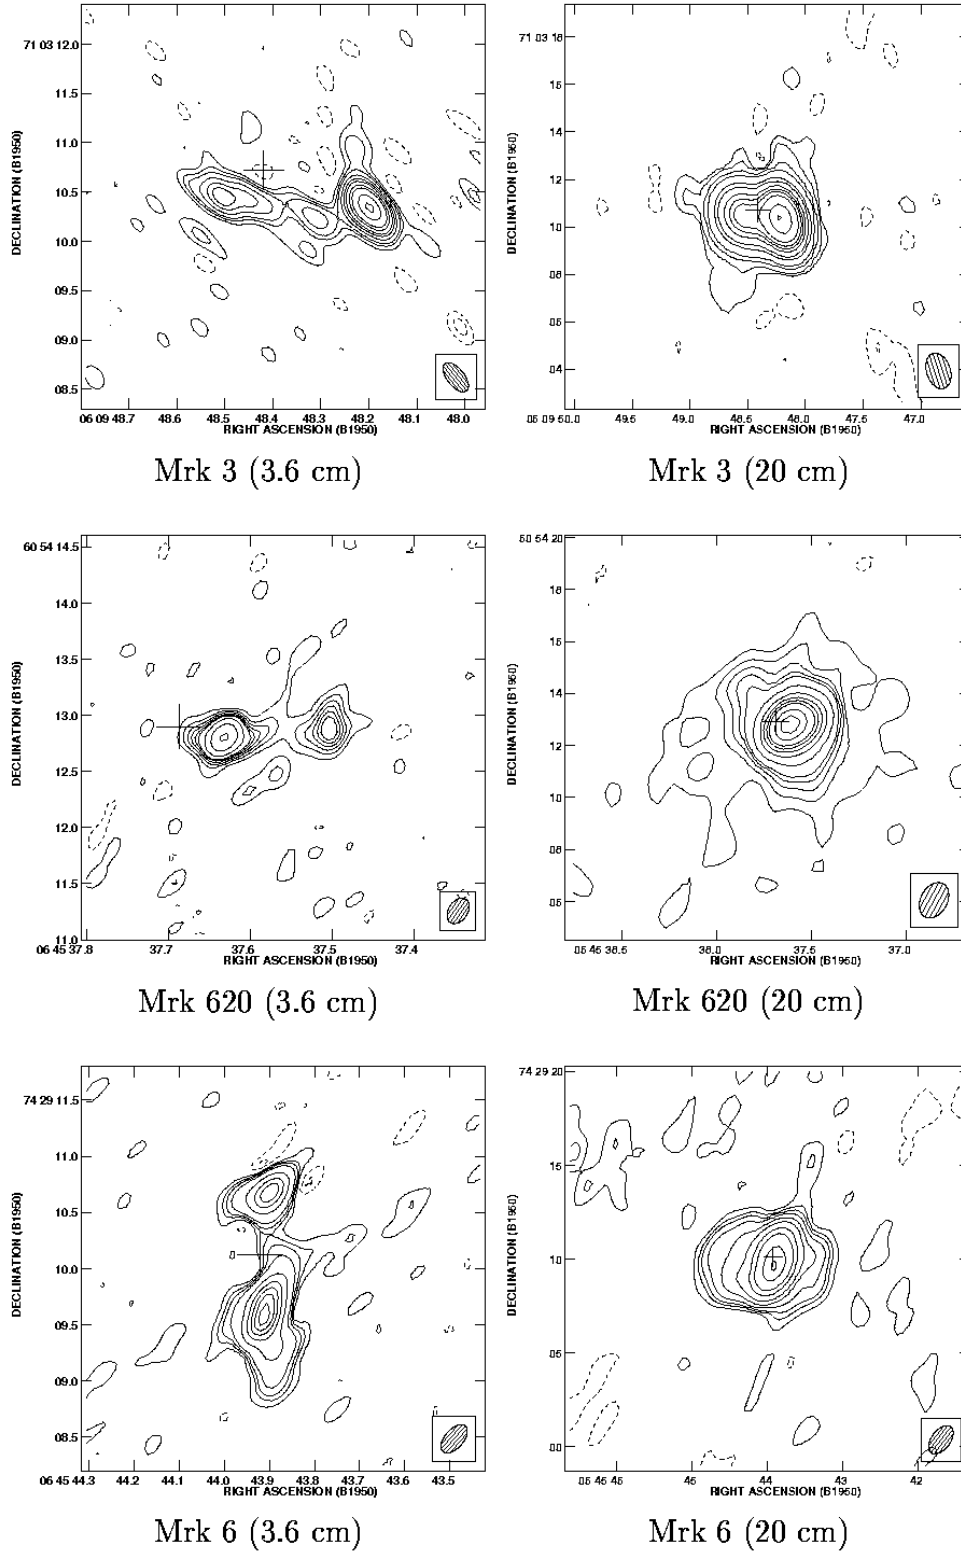 71 03 12.0
11.5
11.0
10.5
10.0
09.5
09.0
08.5
DECLINATION (B1950)
06 09 48.7 48.6 48.5 48.4 48.3 48.2 48.1 48.0
RIGHT ASCENSION (B1950)
Mrk 3 (3.6 cm)
71 03 16
15
14
12
10
08
06
04
DECLINATION (B1950)
06 09 50.0 49.5 49.0 48.5 48.0 47.5 47.0
RIGHT ASCENSION (B1950)
Mrk 3 (20 cm)
60 54 14.5
14.0
13.5
13.0
12.5
12.0
11.5
11.0
DECLINATION (B1950)
06 45 37.8 37.7 37.6 37.5 37.4
RIGHT ASCENSION (B1950)
Mrk 620 (3.6 cm)
60 54 20
18
16
14
12
10
08
06
DECLINATION (B1950)
06 45 38.5 38.0 37.5 37.0
RIGHT ASCENSION (B1950)
Mrk 620 (20 cm)
74 29 11.5
11.0
10.5
10.0
09.5
09.0
08.5
DECLINATION (B1950)
06 45 44.3 44.2 44.1 44.0 43.9 43.8 43.7 43.6 43.5
RIGHT ASCENSION (B1950)
Mrk 6 (3.6 cm)
74 29 20
15
10
05
00
DECLINATION (B1950)
06 45 46 45 44 43 42
RIGHT ASCENSION (B1950)
Mrk 6 (20 cm)